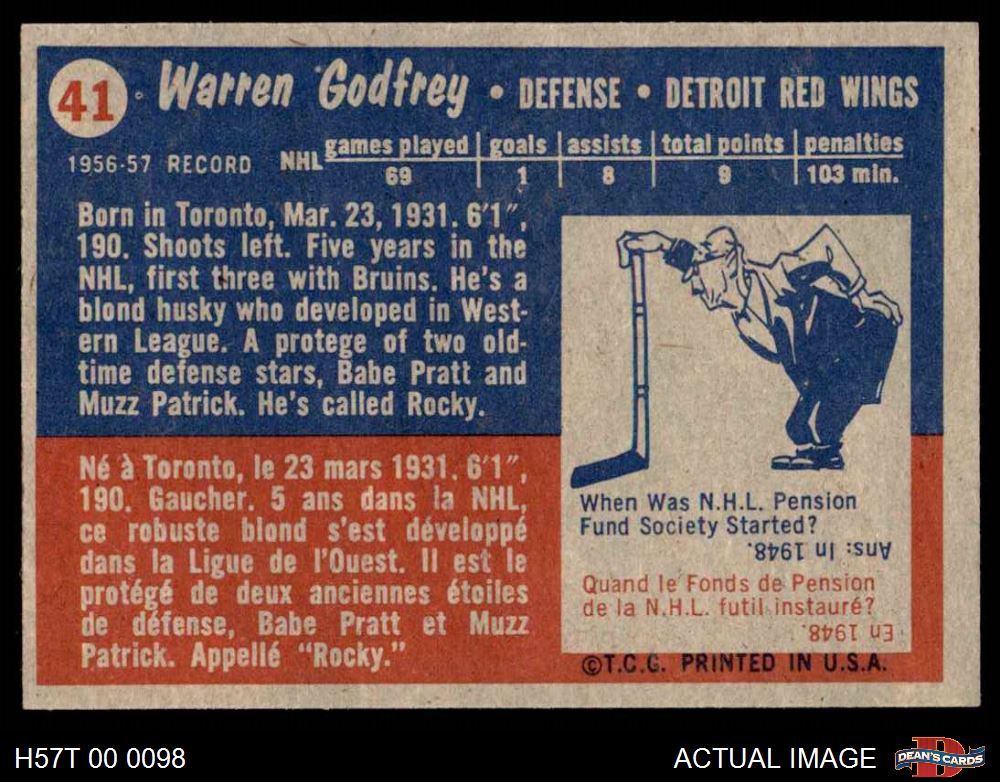 41 · Warren Godfrey • DEFENSE • DETROIT RED WINGS
1956-57 RECORD NHL games played goals assists total points penalties
69 1 8 9 103 min.
Born in Toronto, Mar. 23, 1931. 6'1",
190. Shoots left. Five years in the
NHL, first three with Bruins. He's a
blond husky who developed in West-
ern League. A protege of two old-
time defense stars, Babe Pratt and
Muzz Patrick. He's called Rocky.
Né à Toronto, le 23 mars 1931. 6'1",
190. Gaucher. 5 ans dans la NHL,
ce robuste blond s'est développé
dans la Ligue de l'Ouest. Il est le
protégé de deux anciennes étoiles
de défense, Babe Pratt et Muzz
Patrick. Appellé "Rocky."
When Was N.H.L. Pension
Fund Society Started?
Ans: In 1948.
Quand le Fonds de Pension
de la N.H.L. futil instauré?
En 1948.
©T.C.G. PRINTED IN U.S.A.
H57T 00 0098
ACTUAL IMAGE
D
DEAN'S CARDS